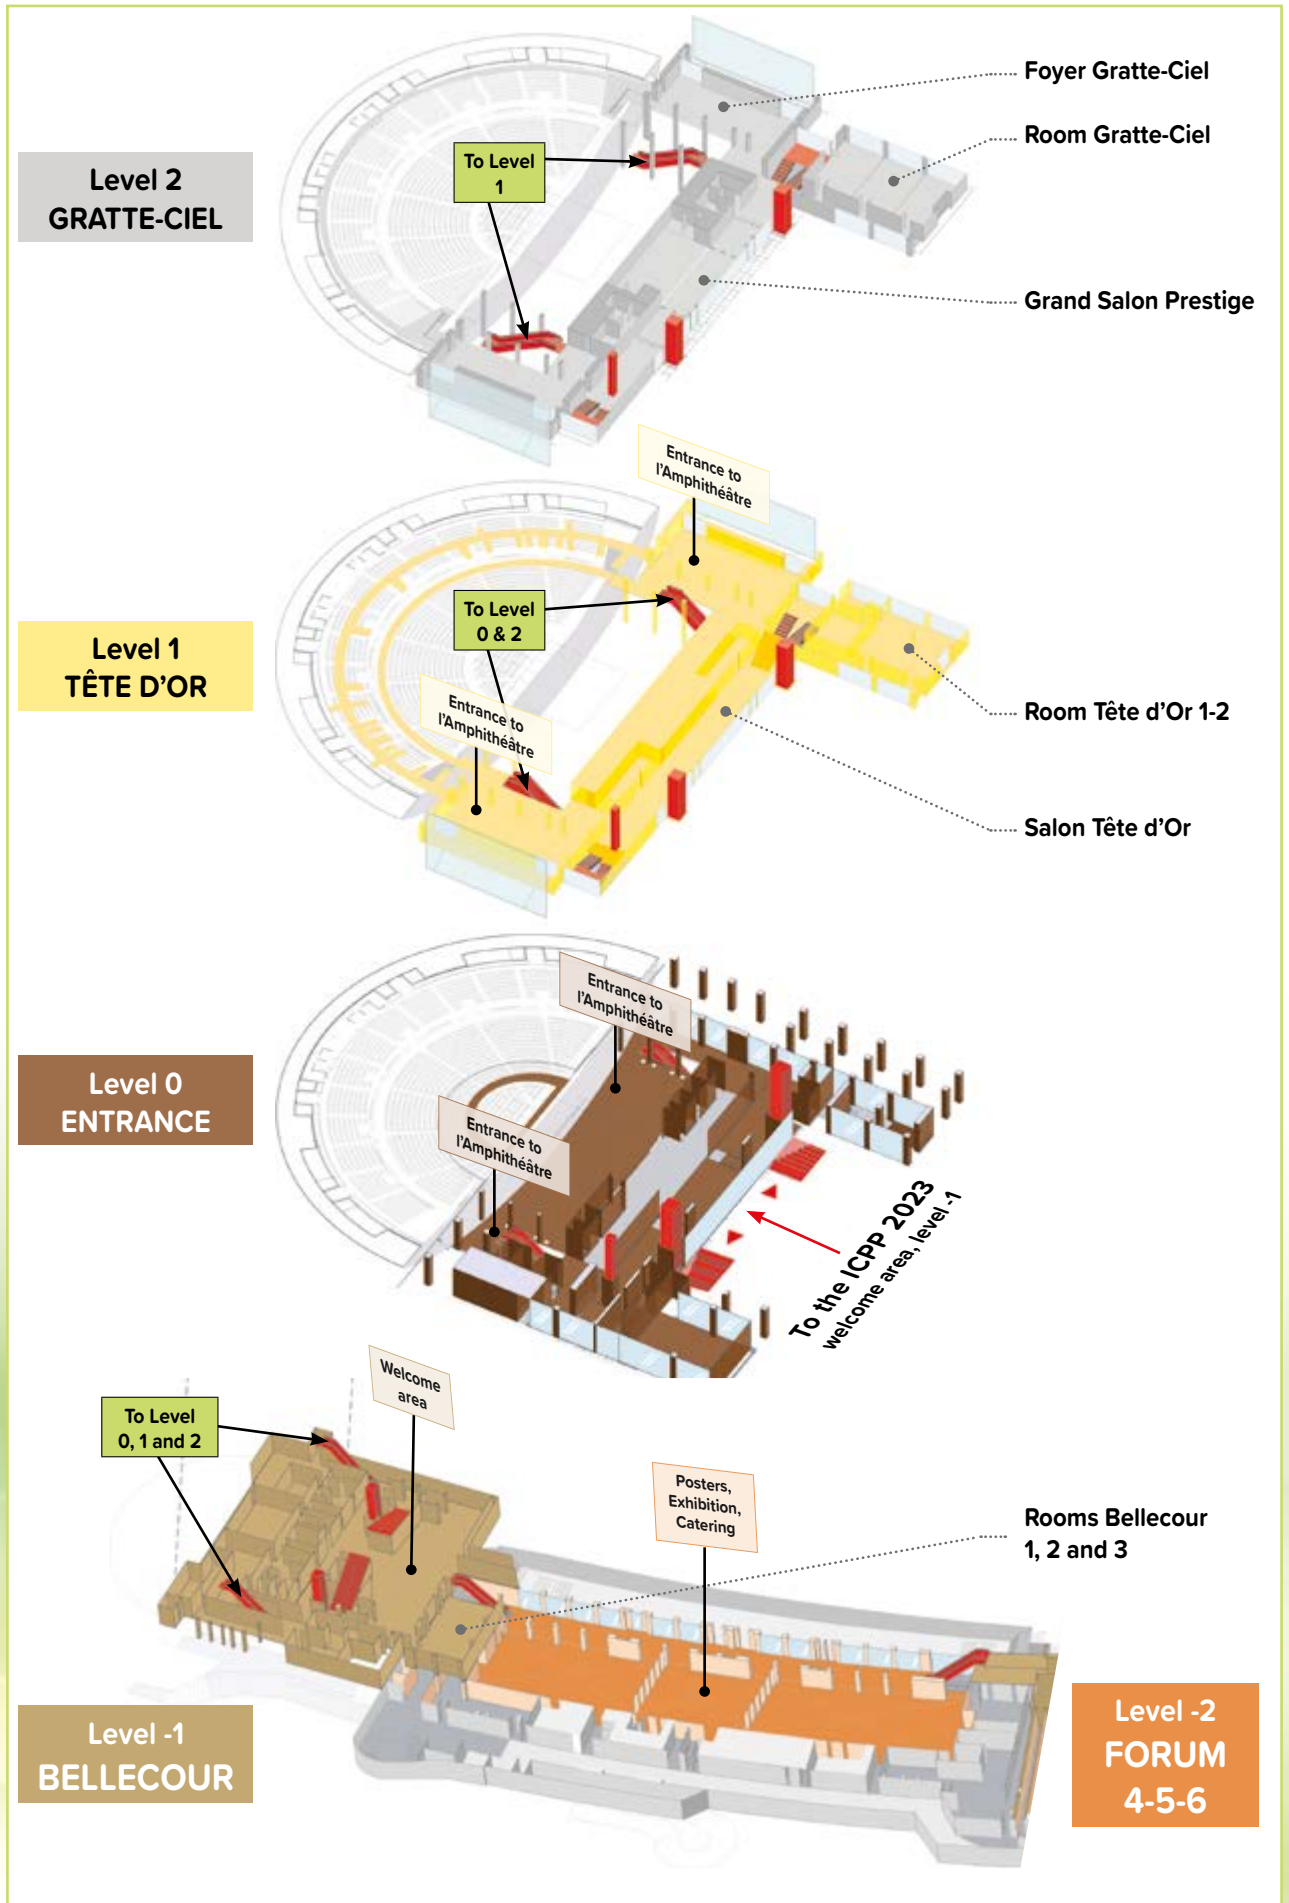 Foyer Gratte-Ciel
Room Gratte-Ciel
To Level
1
Level 2
GRATTE-CIEL
Grand Salon Prestige
Entrance to
l'Amphithéâtre
To Level
0 & 2
Level 1
TÊTE D'OR
Entrance to
l'Amphithéâtre
Room Tête d'Or 1-2
Salon Tête d'Or
Entrance to
l'Amphithéâtre
Level 0
ENTRANCE
Entrance to
l'Amphithéâtre
To the ICPP 2023
welcome area, level -1
Welcome
area
To Level
0, 1 and 2
Posters,
Exhibition,
Catering
Rooms Bellecour
1, 2 and 3
Level -1
BELLECOUR
Level -2
FORUM
4-5-6